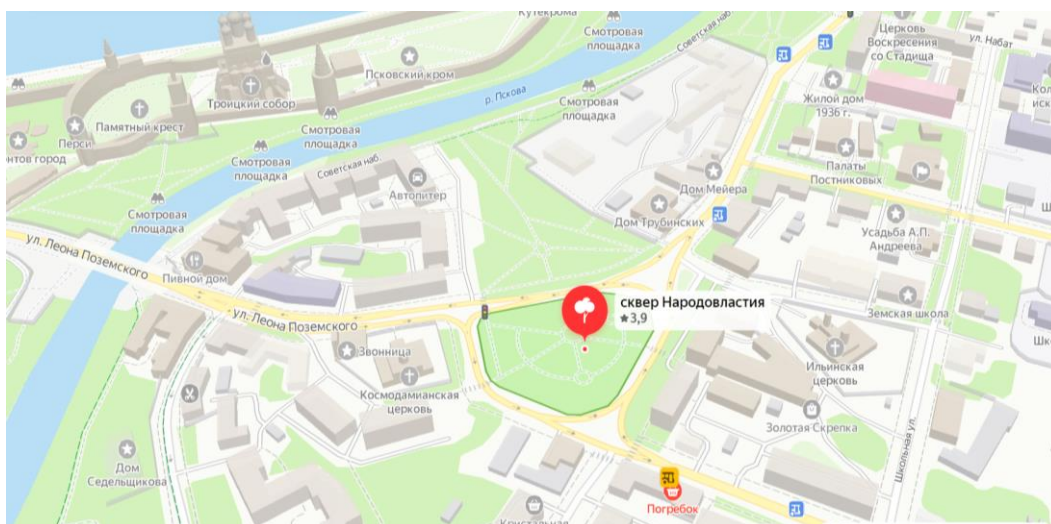 Кутекрома
Смотровая
площадка
Советская наб.
Церковь
Воскресения
со Стадища
ул. Набат
Псковский кром
Троицкий собор
р. Пскова
Смотровая
площадка
Жилой дом
1936 г.
Памятный крест
Перси
нтов город
Смотровая
площадка
Смотровая
площадка
Советская наб.
Палаты
Постниковых
Автопитер
Дом Мейера
Смотровая
площадка
Дом Трубинских
Усадьба А.П.
Андреева
ул. Леона Поземского
Пивной дом
сквер Народовластия
3,9
Земская школа
ул. Леона Поземского
Звонница
Космодамианская
церковь
Ильинская
церковь
Золотая Скрепка
Школьная ул.
Дом
Седельщикова
Погребок